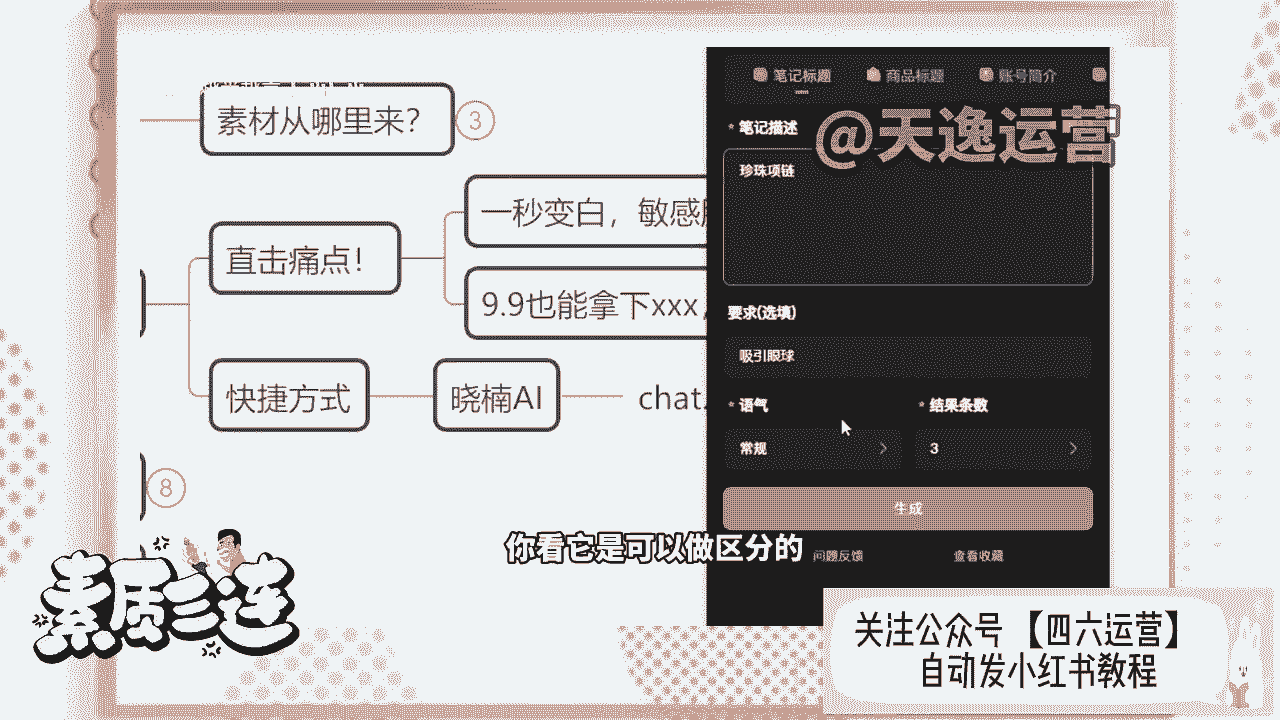 素材从哪里来？
3
直击痛点！
一秒变白，敏感
9.9也能拿下xxx
快捷方式
晓楠AI
chat.
8
笔记标题
商品标题
账号简介
* 笔记描述
@天逸运营
珍珠项链
要求(选填)
吸引眼球
* 语气
* 结果条数
常规
3
生成
问题反馈
查看收藏
你看它是可以做区分的
素质三连
关注公众号【四六运营】
自动发小红书教程